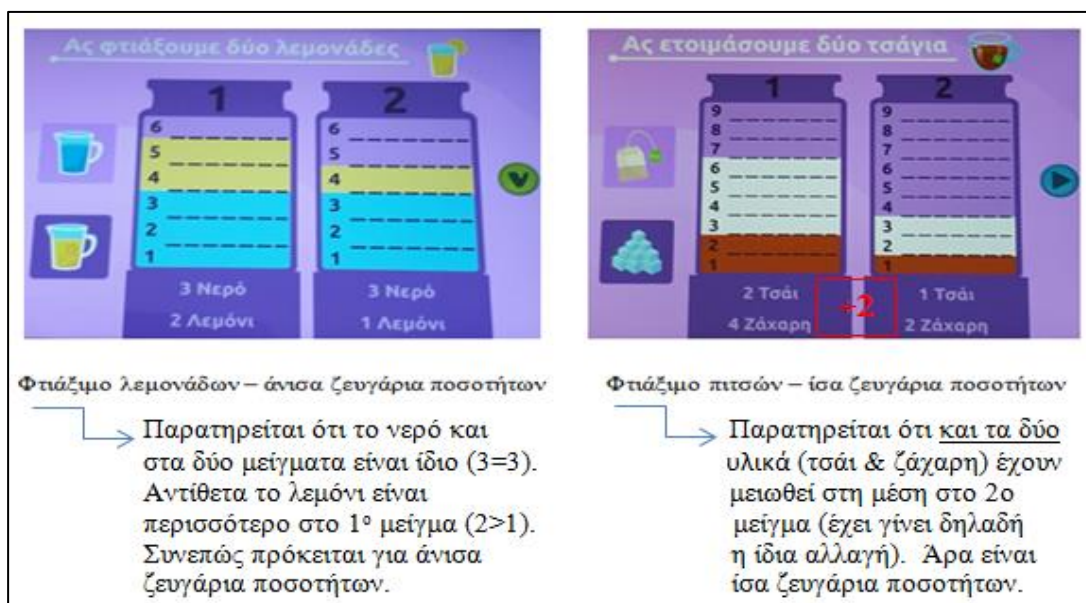 Ας φτιάξουμε δύο λεμονάδες
1
2
6
5
4
3
2
1
6
5
4
3
2
1
3 Νερό
2 Λεμόνι
3 Νερό
1 Λεμόνι
Φτιάξιμο λεμονάδων – άνισα ζευγάρια ποσοτήτων
Παρατηρείται ότι το νερό και
στα δύο μείγματα είναι ίδιο (3=3).
Αντίθετα το λεμόνι είναι
περισσότερο στο 1ο μείγμα (2>1).
Συνεπώς πρόκειται για άνισα
ζευγάρια ποσοτήτων.
Ας ετοιμάσουμε δύο τσάγια
1
2
9
8
7
6
5
4
3
2
1
9
8
7
6
5
4
3
2
1
2 Τσάι
4 Ζάχαρη
÷2
1 Τσάι
2 Ζάχαρη
Φτιάξιμο πιτσών – ίσα ζευγάρια ποσοτήτων
Παρατηρείται ότι και τα δύο
υλικά (τσάι & ζάχαρη) έχουν
μειωθεί στη μέση στο 2ο
μείγμα (έχει γίνει δηλαδή
η ίδια αλλαγή). Άρα είναι
ίσα ζευγάρια ποσοτήτων.